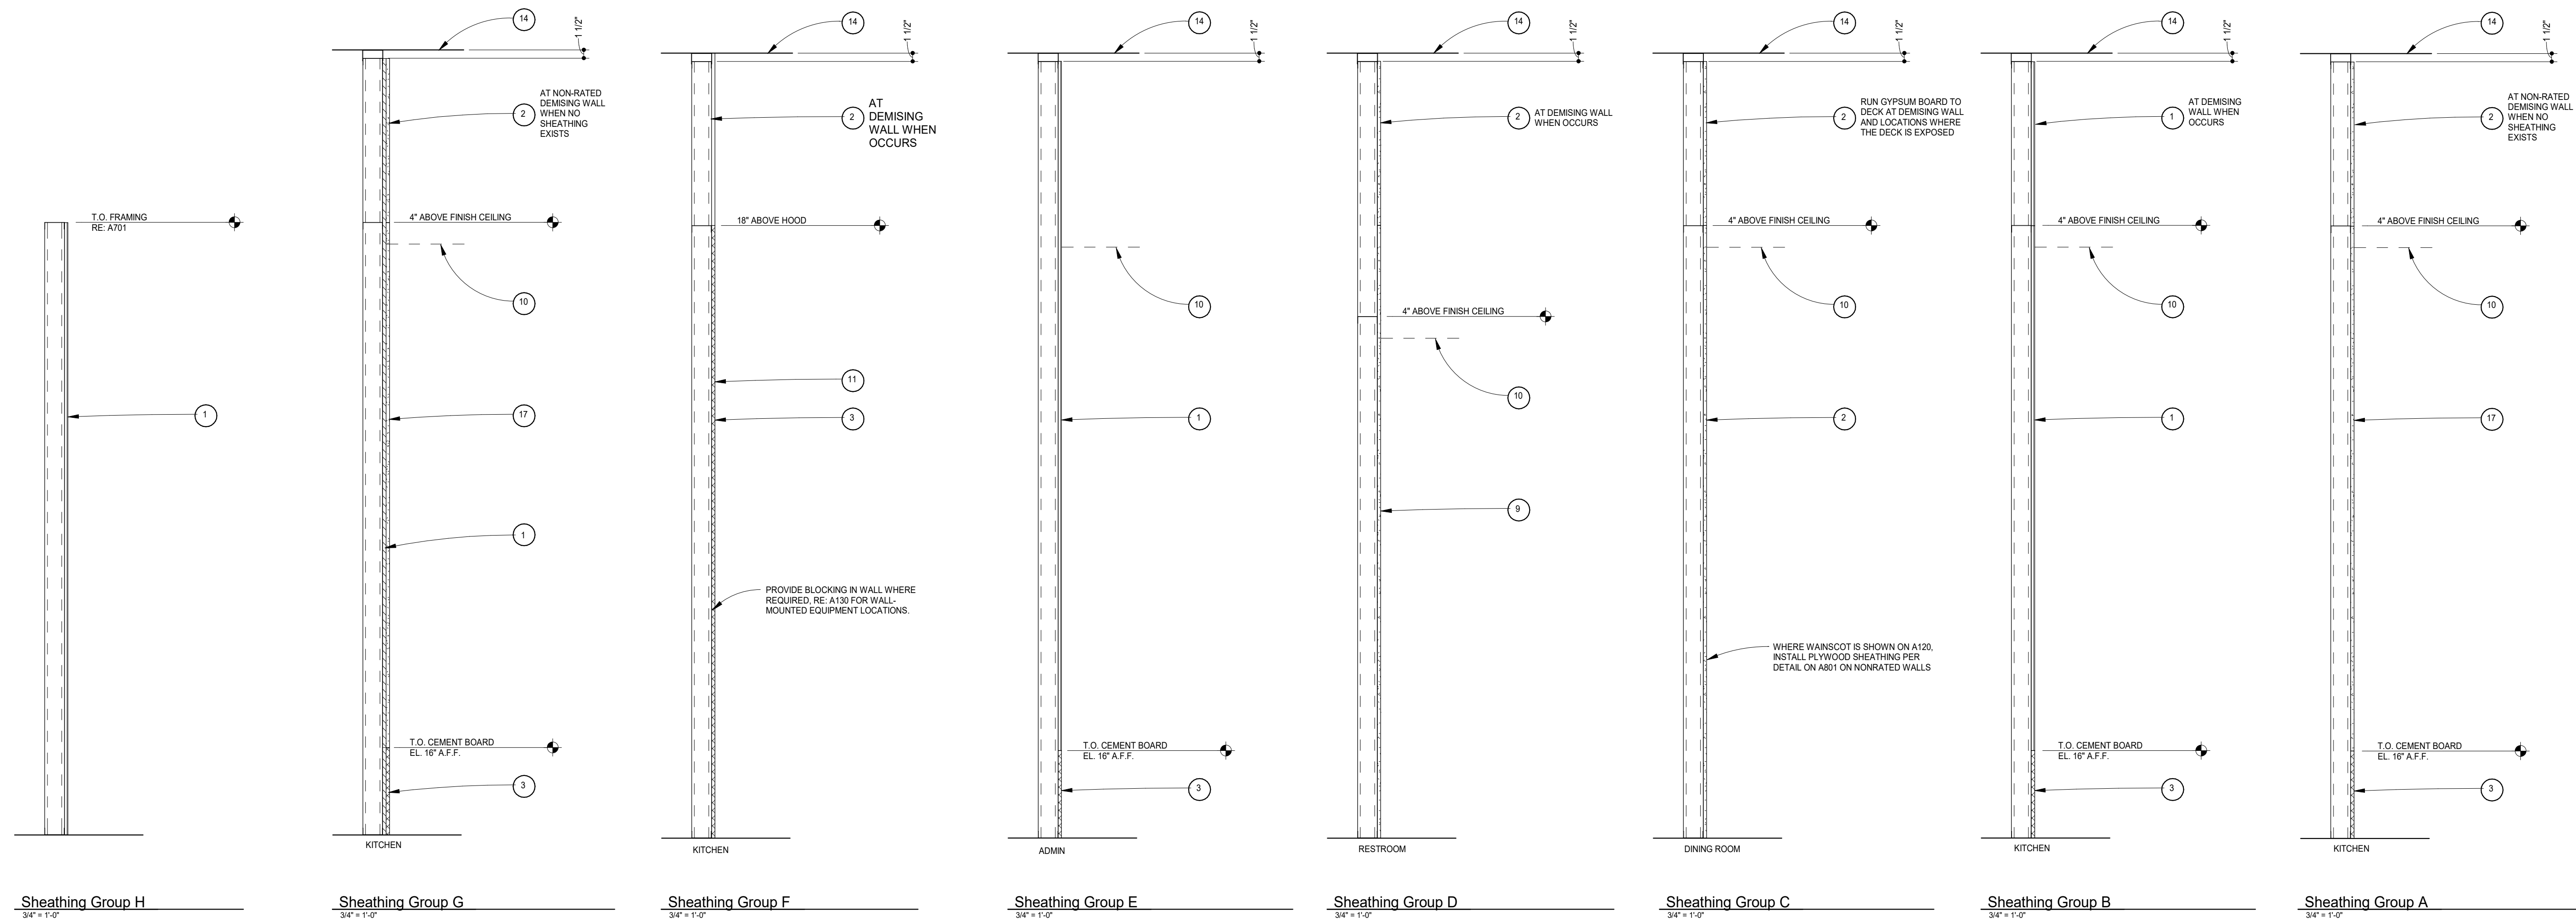 T.O. FRAMING
RE: A701
1
Sheathing Group H
3/4" = 1'-0"
14
1 1/2"
2
AT NON-RATED
DEMISING WALL
WHEN NO
SHEATHING
EXISTS
4" ABOVE FINISH CEILING
10
17
1
T.O. CEMENT BOARD
EL. 16" A.F.F.
3
KITCHEN
Sheathing Group G
3/4" = 1'-0"
14
1 1/2"
2
AT
DEMISING
WALL WHEN
OCCURS
18" ABOVE HOOD
11
3
PROVIDE BLOCKING IN WALL WHERE
REQUIRED, RE: A130 FOR WALL-
MOUNTED EQUIPMENT LOCATIONS.
KITCHEN
Sheathing Group F
3/4" = 1'-0"
14
1 1/2"
10
1
T.O. CEMENT BOARD
EL. 16" A.F.F.
3
ADMIN
Sheathing Group E
3/4" = 1'-0"
14
1 1/2"
2
AT DEMISING WALL
WHEN OCCURS
4" ABOVE FINISH CEILING
10
9
RESTROOM
Sheathing Group D
3/4" = 1'-0"
14
1 1/2"
2
RUN GYPSUM BOARD TO
DECK AT DEMISING WALL
AND LOCATIONS WHERE
THE DECK IS EXPOSED
4" ABOVE FINISH CEILING
10
2
WHERE WAINSCOT IS SHOWN ON A120,
INSTALL PLYWOOD SHEATHING PER
DETAIL ON A801 ON NONRATED WALLS
DINING ROOM
Sheathing Group C
3/4" = 1'-0"
14
1 1/2"
1
AT DEMISING
WALL WHEN
OCCURS
4" ABOVE FINISH CEILING
10
1
T.O. CEMENT BOARD
EL. 16" A.F.F.
3
KITCHEN
Sheathing Group B
3/4" = 1'-0"
14
1 1/2"
2
AT NON-RATED
DEMISING WALL
WHEN NO
SHEATHING
EXISTS
4" ABOVE FINISH CEILING
10
17
T.O. CEMENT BOARD
EL. 16" A.F.F.
3
KITCHEN
Sheathing Group A
3/4" = 1'-0"